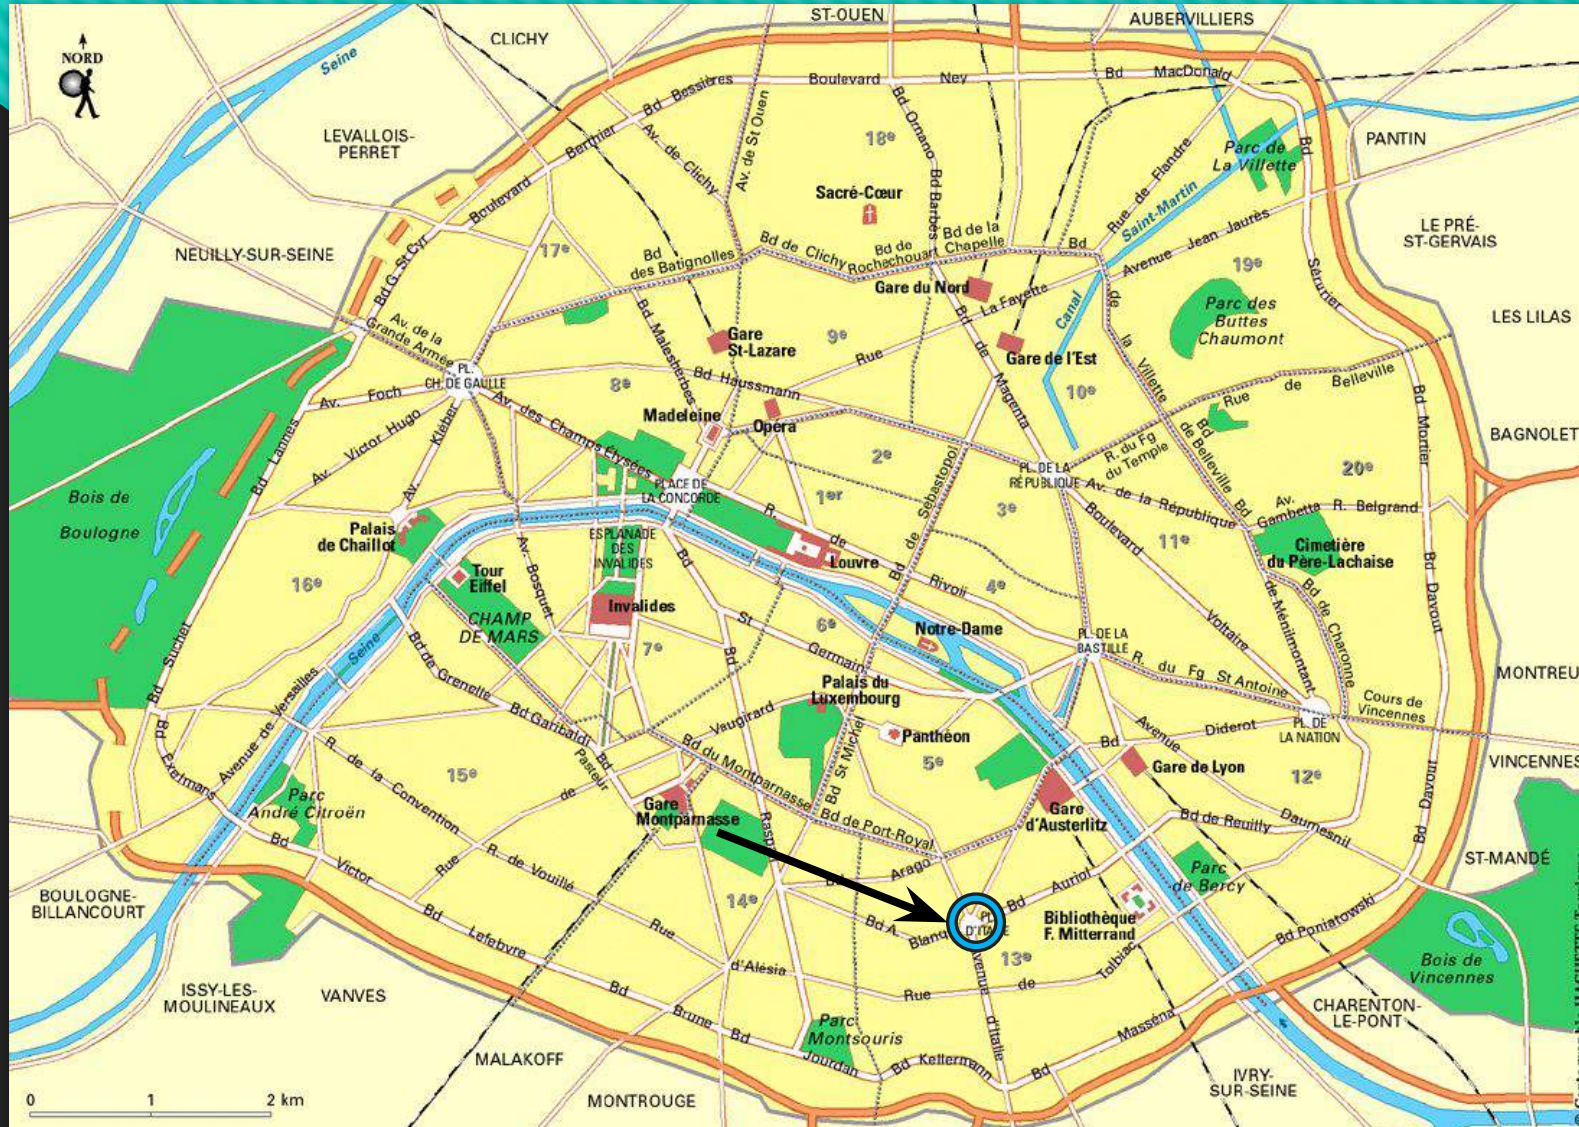 ST-OUEN
AUBERVILLIERS
CLICHY
NORD
Seine
Bd Bessières
Boulevard
Ney
Bd
MacDonald
LEVALLOIS-
PERRET
Berthier
Av. de Clichy
Av. de St Ouen
18e
Bd Ornano
Rue de Flandre
Bd
Parc de
La Villette
PANTIN
Boulevard
Sacré-Cœur
Bd Barbès
Saint-Martin
LE PRÉ-
ST-GERVAIS
NEUILLY-SUR-SEINE
Bd G. St Cyr
17e
Bd
des Batignolles
Bd de Clichy
Bd de
Rochechouart
Bd de la
Chapelle
Bd
Avenue Jean Jaurès
19e
Sérurier
Gare du Nord
La Fayette
Canal
Parc des
Buttes
Chaumont
LES LILAS
Av. de la
Grande Armée
Bd Malesherbes
Gare
St-Lazare
9e
Rue
Bd de Magenta
Gare de l'Est
10e
de la Villette
PL.
CH. DE GAULLE
8e
Bd Haussmann
Rue
de
Belleville
Av.
Foch
Av. des Champs Élysées
Madeleine
Opéra
Av. Victor Hugo
Av. Kléber
2e
R. du Fg
du Temple
Bd
de Belleville
Bd Mortier
BAGNOLET
Bd Lannes
PLACE DE
LA CONCORDE
1er
Bd de Sebastopol
PL. DE LA
RÉPUBLIQUE
Av. de la République
20e
Bois de
Boulogne
3e
Bd
Av.
Gambetta
R. Belgrand
Palais
de Chaillot
ESPLANADE
DES
INVALIDES
R. de Rivoli
Louvre
Boulevard
Voltaire
11e
Cimetière
du Père-Lachaise
Bd Davout
16e
Tour
Eiffel
Av. Bosquet
Bd
4e
de Ménilmontant
Bd de Charonne
CHAMP
DE MARS
Invalides
St Germain
6e
Notre-Dame
PL. DE LA
BASTILLE
Seine
7e
R. du Fg St Antoine
MONTREU
Bd Suchet
Bd de Grenelle
Bd
Raspail
Palais du
Luxembourg
Cours de
Vincennes
Avenue de Versailles
Bd Garibaldi
Vaugirard
Bd St Michel
Panthéon
Avenue
Daumesnil
Bd
Diderot
PL. DE
LA NATION
Bd Exelmans
Bd
Pasteur
Bd du Montparnasse
5e
Gare de Lyon
12e
VINCENNES
15e
R. de la Convention
Parc
André Citroën
de
Gare
Montparnasse
Bd de Port-Royal
Gare
d'Austerlitz
Bd de Reuilly
Bd Davout
Bd
Victor
Rue
R. de Vouillé
Arago
Auriol
Bd
Parc
de Bercy
ST-MANDÉ
BOULOGNE-
BILLANCOURT
14e
Bd A.
PL.
D'ITALIE
Bibliothèque
F. Mitterrand
Bd Poniatowski
Bd
Lefebvre
Rue
d'Alésia
13e
Tolbiac
Bois de
Vincennes
ISSY-LES-
MOULINEAUX
VANVES
Bd
Brune
Rue
de
Avenue
d'Italie
Parc
Montsouris
Bd
Jourdan
Bd
Kellermann
Bd
Masséna
CHARENTON-
LE-PONT
MALAKOFF
MONTROUGE
IVRY-
SUR-SEINE
0 1 2 km